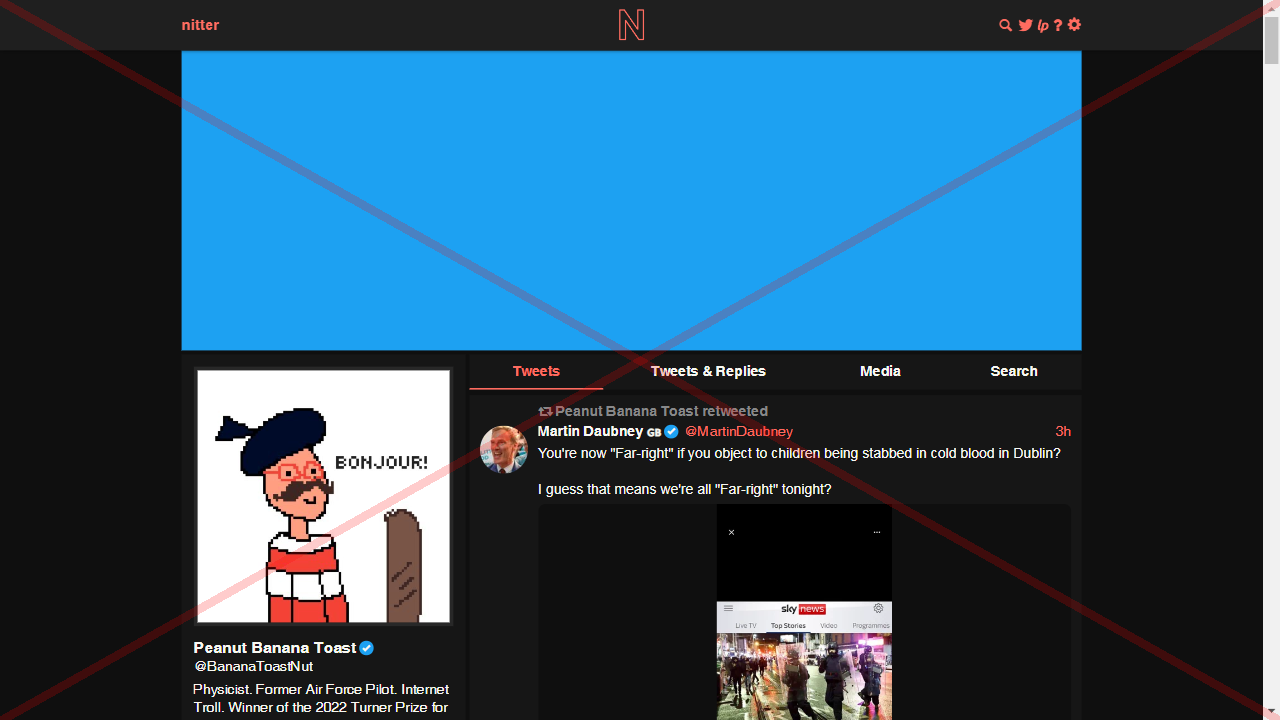 nitter
N
lp ?
Tweets
Tweets & Replies
Media
Search
BONJOUR!
Peanut Banana Toast
@BananaToastNut
Physicist. Former Air Force Pilot. Internet
Troll. Winner of the 2022 Turner Prize for
Peanut Banana Toast retweeted
Martin Daubney GB @MartinDaubney 3h
You're now "Far-right" if you object to children being stabbed in cold blood in Dublin?
I guess that means we're all "Far-right" tonight?
sky news
Live TV Top Stories Video Programmes